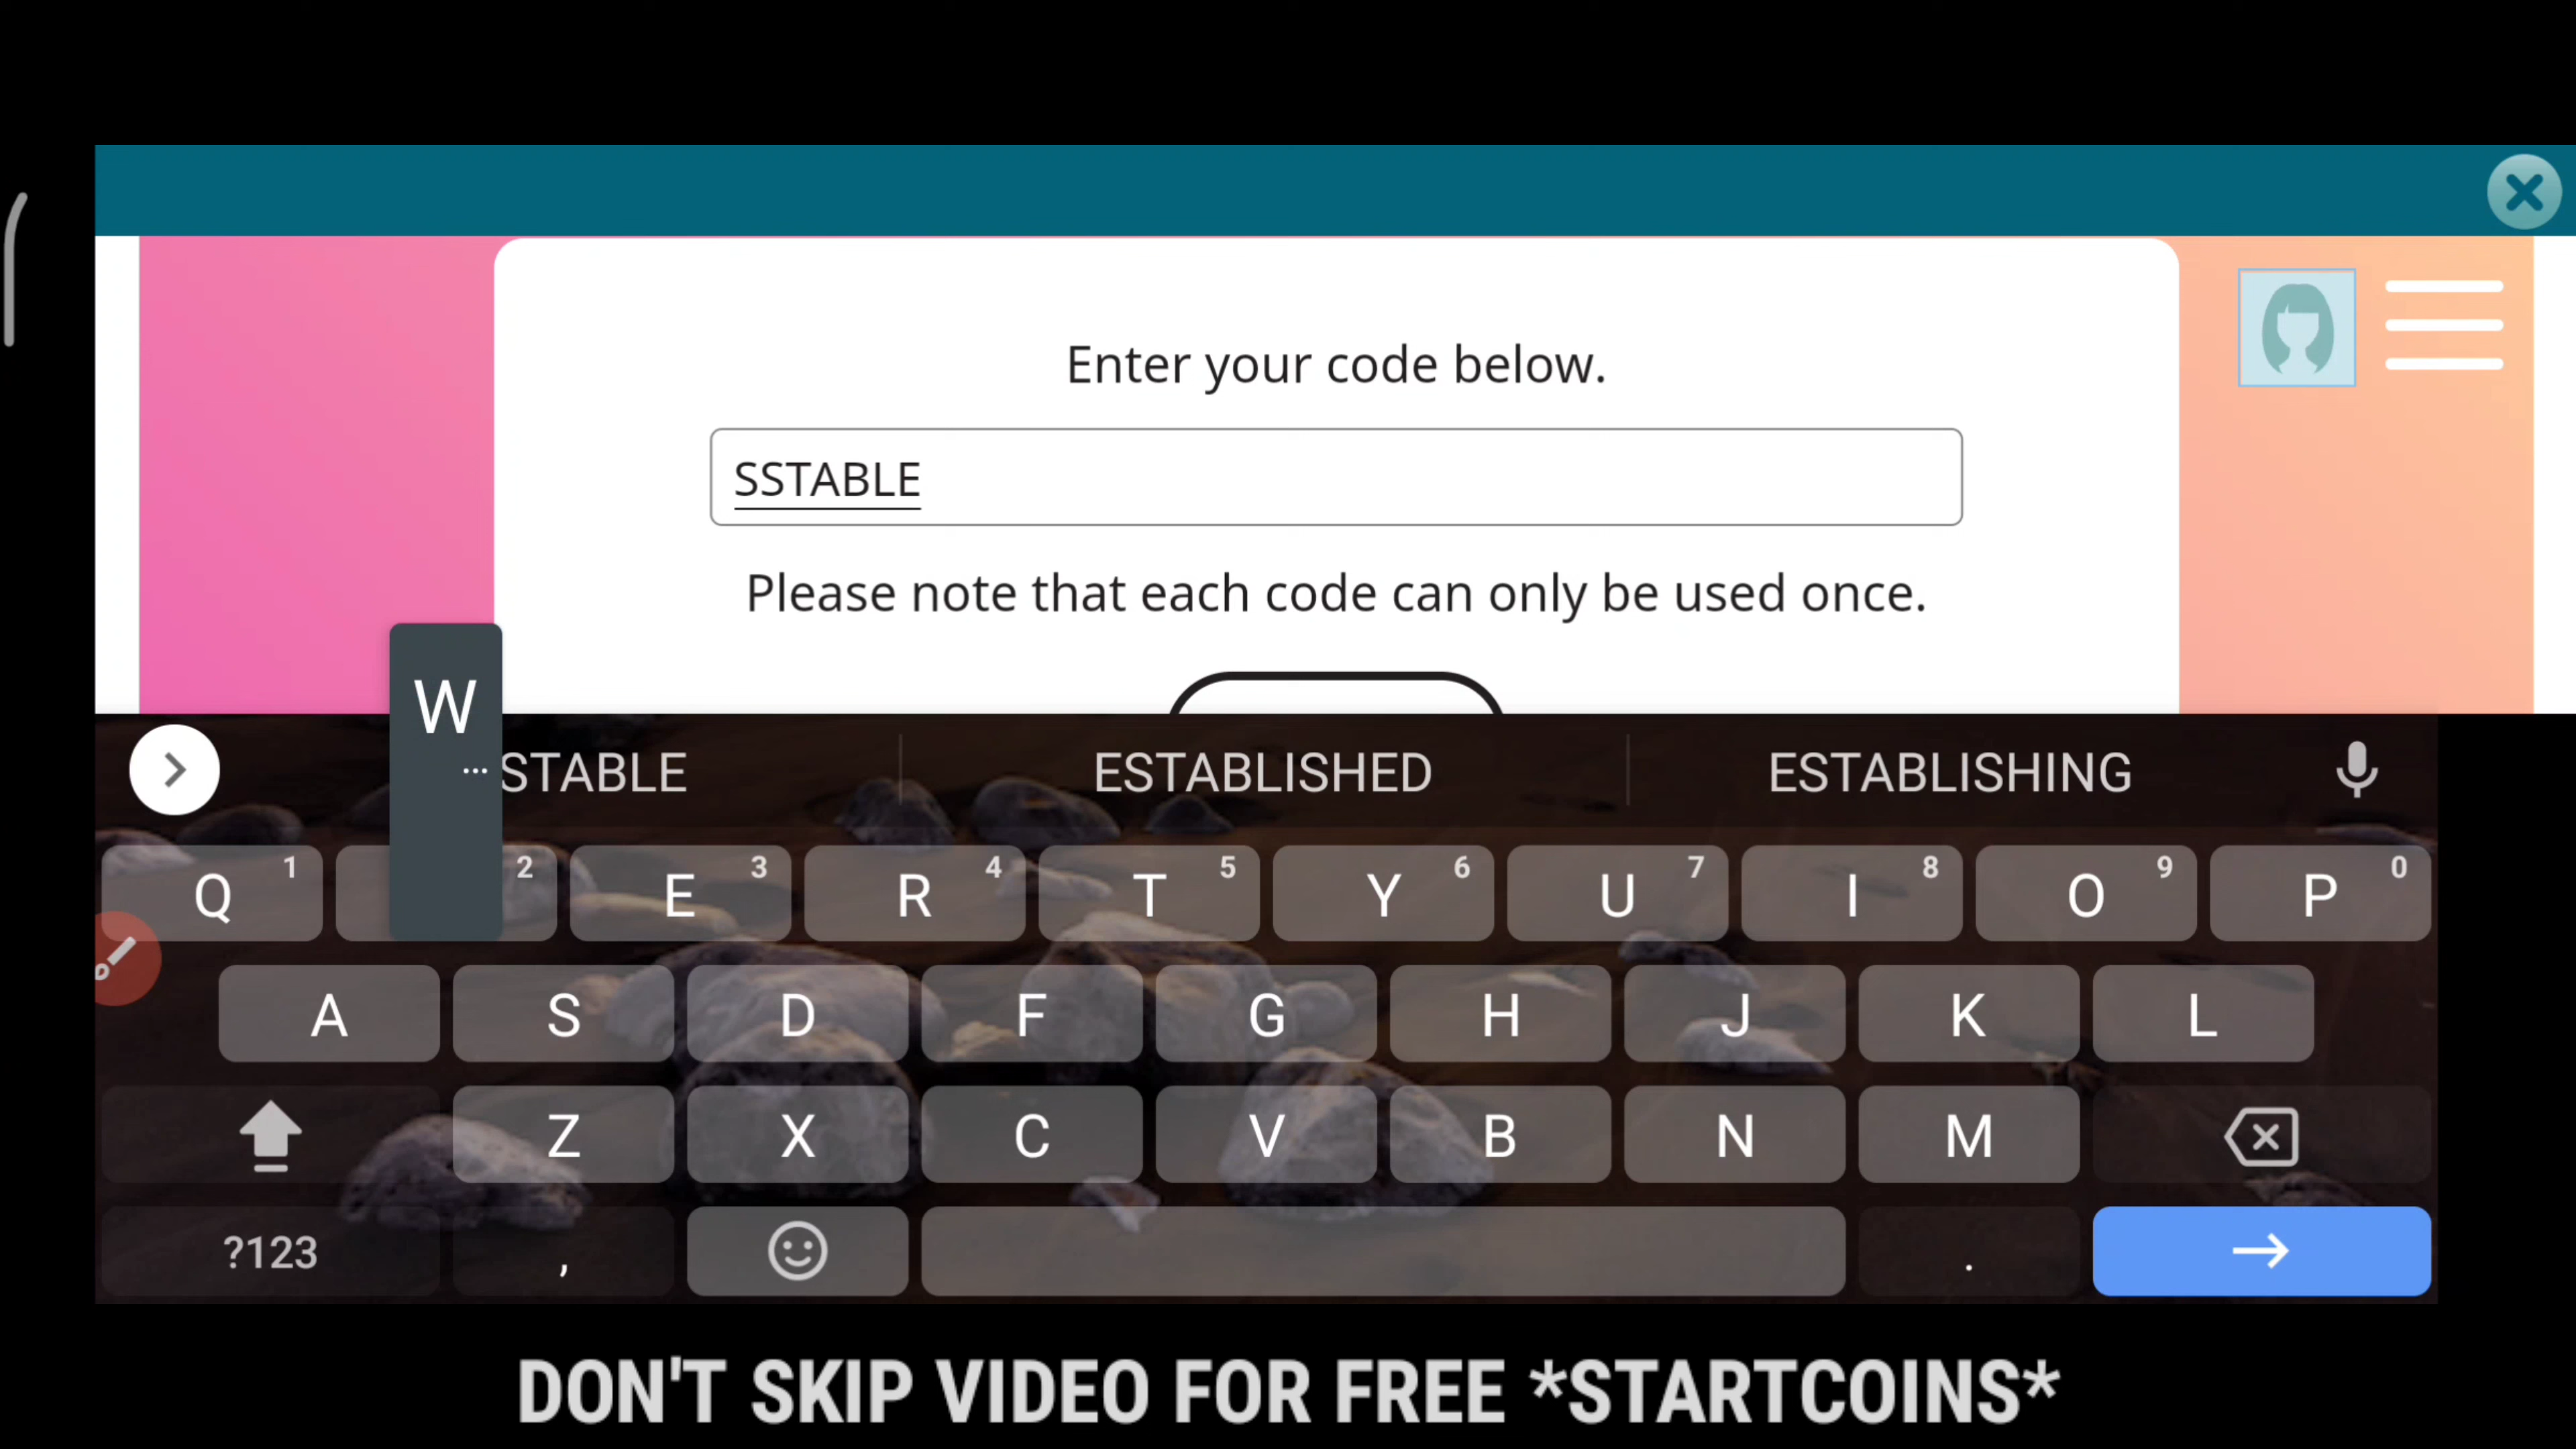 Enter your code below.
SSTABLE
Please note that each code can only be used once.
W
... STABLE ESTABLISHED ESTABLISHING
Q 1 2 E 3 R 4 T 5 Y 6 U 7 I 8 O 9 P 0
A S D F G H J K L
Z X C V B N M
?123 , .
DON'T SKIP VIDEO FOR FREE *STARTCOINS*